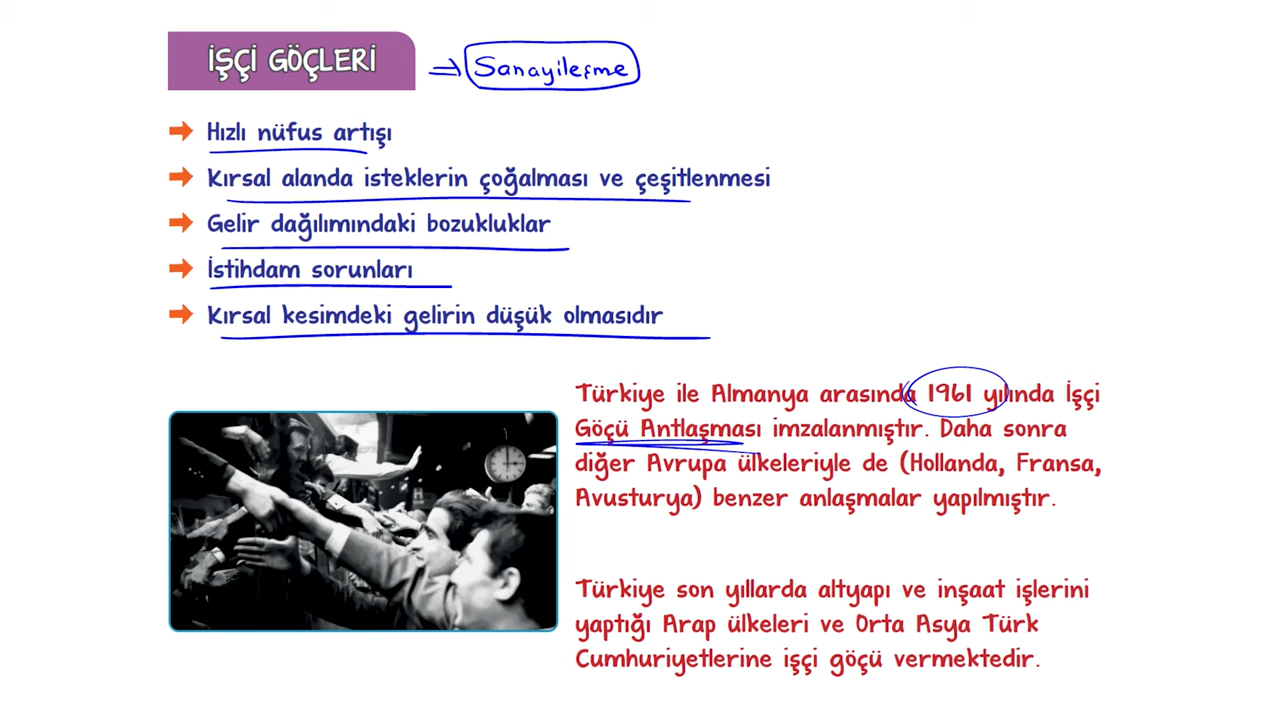 İŞÇİ GÖÇLERİ ⇒ Sanayileşme
Hızlı nüfus artışı
Kırsal alanda isteklerin çoğalması ve çeşitlenmesi
Gelir dağılımındaki bozukluklar
İstihdam sorunları
Kırsal kesimdeki gelirin düşük olmasıdır
Türkiye ile Almanya arasında 1961 yılında İşçi
Göçü Antlaşması imzalanmıştır. Daha sonra
diğer Avrupa ülkeleriyle de (Hollanda, Fransa,
Avusturya) benzer anlaşmalar yapılmıştır.
Türkiye son yıllarda altyapı ve inşaat işlerini
yaptığı Arap ülkeleri ve Orta Asya Türk
Cumhuriyetlerine işçi göçü vermektedir.